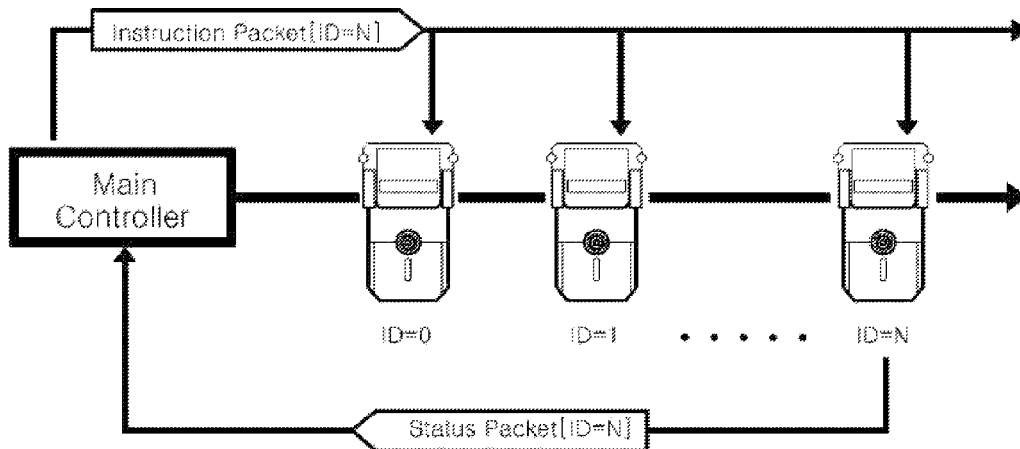 Instruction Packet[ID=N]
Main
Controller
ID=0
ID=1
ID=N
Status Packet[ID=N]